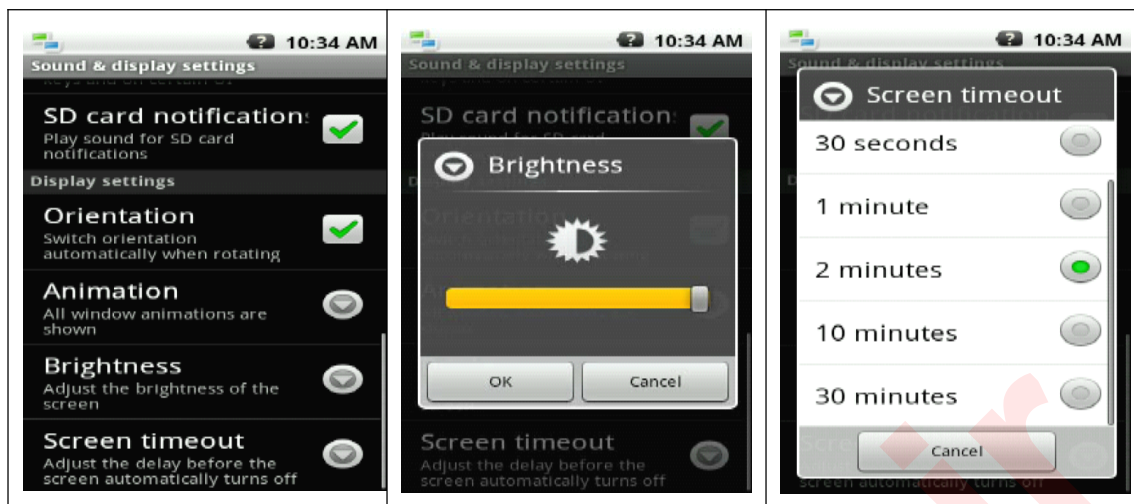 10:34 AM
Sound & display settings
SD card notifications
Play sound for SD card
notifications
Display settings
Orientation
Switch orientation
automatically when rotating
Animation
All window animations are
shown
Brightness
Adjust the brightness of the
screen
Screen timeout
Adjust the delay before the
screen automatically turns off
10:34 AM
Sound & display settings
SD card notification
Brightness
OK
Cancel
Screen timeout
Adjust the delay before the
screen automatically turns off
10:34 AM
Sound & display settings
Screen timeout
30 seconds
1 minute
2 minutes
10 minutes
30 minutes
Cancel
screen automatically turns off